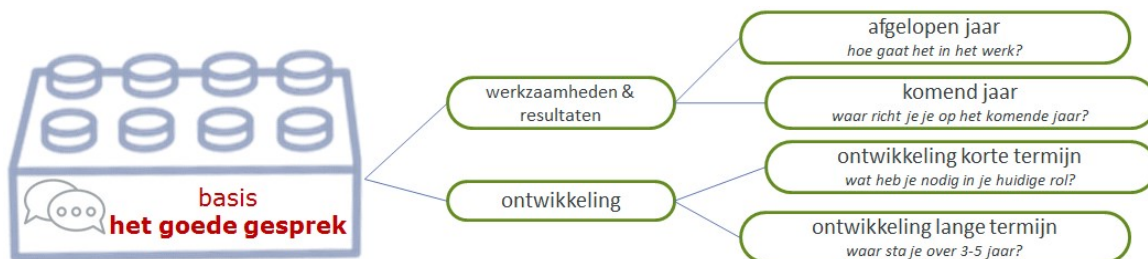 basis
het goede gesprek
werkzaamheden &
resultaten
afgelopen jaar
hoe gaat het in het werk?
komend jaar
waar richt je je op het komende jaar?
ontwikkeling
ontwikkeling korte termijn
wat heb je nodig in je huidige rol?
ontwikkeling lange termijn
waar sta je over 3-5 jaar?